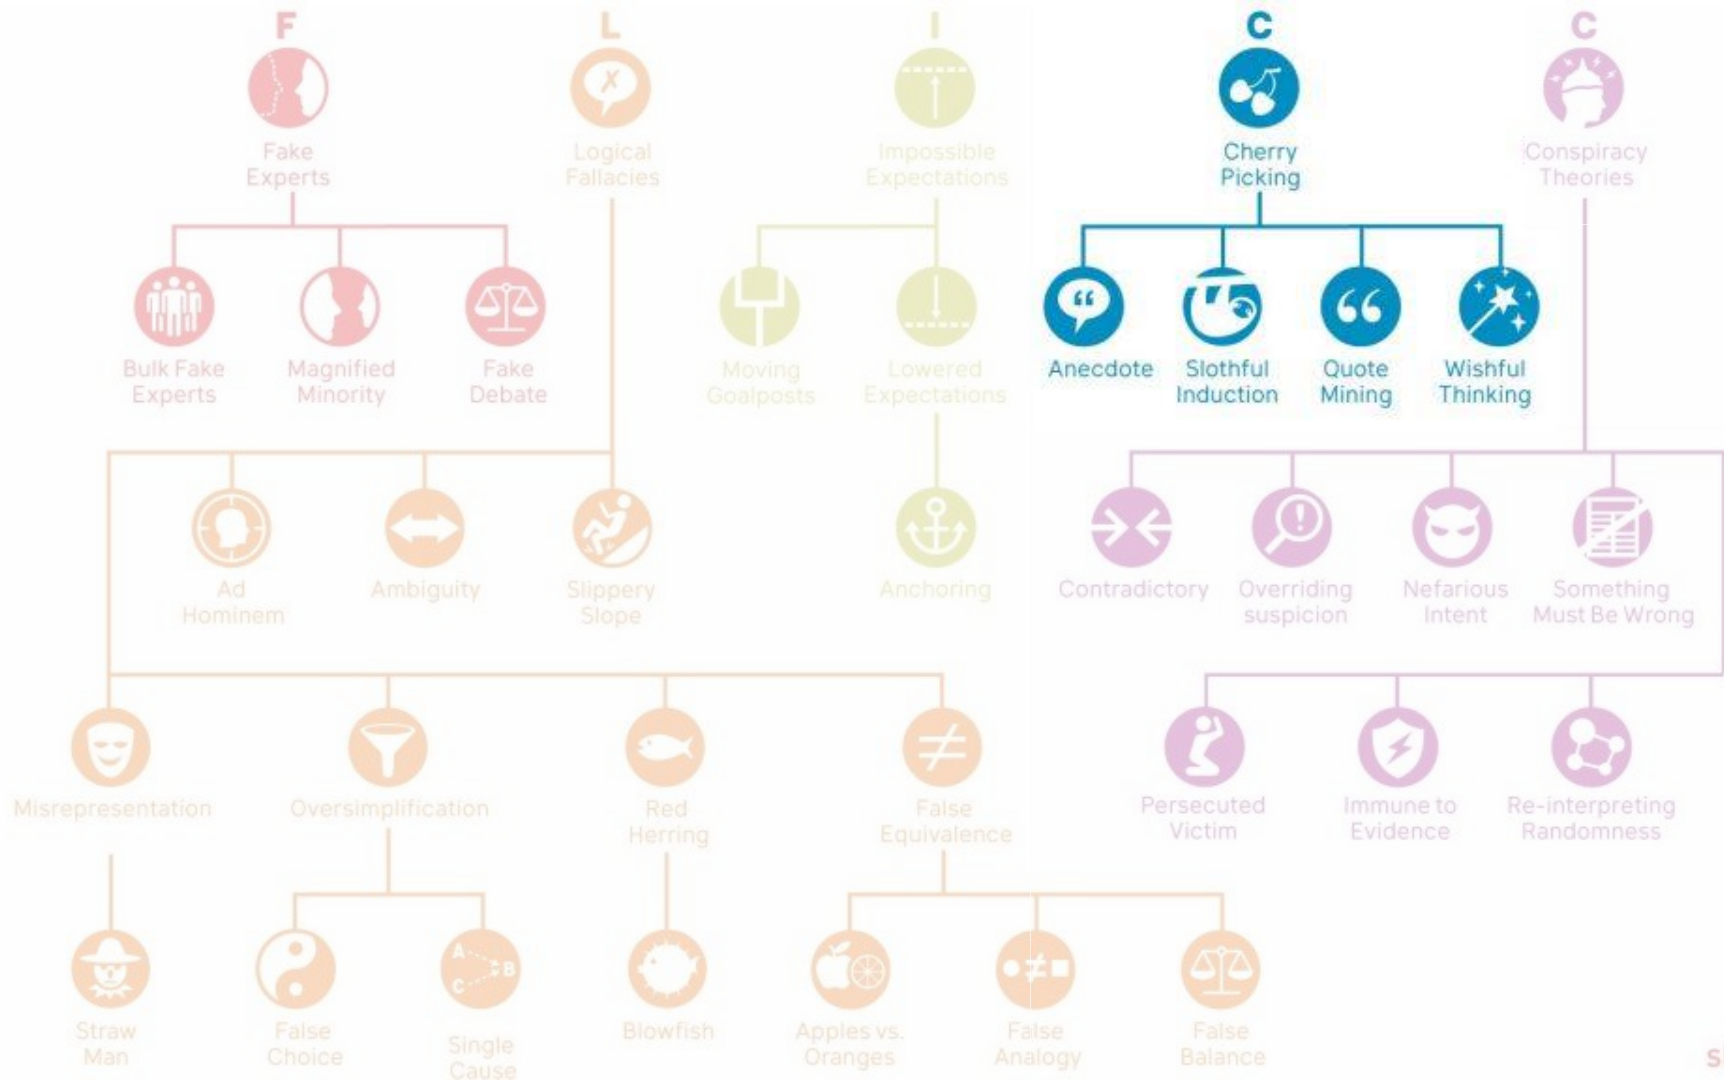 F
L
I
C
C
Fake
Experts
Logical
Fallacies
Impossible
Expectations
Cherry
Picking
Conspiracy
Theories
Bulk Fake
Experts
Magnified
Minority
Fake
Debate
Moving
Goalposts
Lowered
Expectations
Anecdote
Slothful
Induction
Quote
Mining
Wishful
Thinking
Ad
Hominem
Ambiguity
Slippery
Slope
Anchoring
Contradictory
Overriding
suspicion
Nefarious
Intent
Something
Must Be Wrong
Misrepresentation
Oversimplification
Red
Herring
False
Equivalence
Persecuted
Victim
Immune to
Evidence
Re-interpreting
Randomness
A
B
C
Straw
Man
False
Choice
Single
Cause
Blowfish
Apples vs.
Oranges
False
Analogy
False
Balance